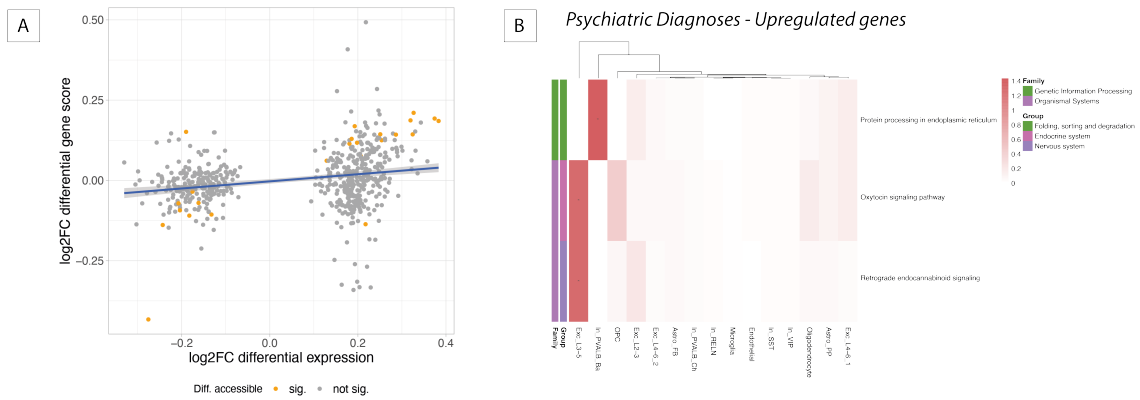 A
0.50
0.25
0.00
−0.25
log2FC differential gene score
−0.2
0.0
0.2
0.4
log2FC differential expression
Diff. accessible sig. not sig.
B
Psychiatric Diagnoses - Upregulated genes
Protein processing in endoplasmic reticulum
Oxytocin signaling pathway
Retrograde endocannabinoid signaling
Family
Group
Exc_L3−5
In_PVALB_Ba
OPC
Exc_L2−3
Exc_L4−6_2
Astro_FB
In_PVALB_Ch
In_RELN
Microglia
Endothelial
In_SST
In_VIP
Oligodendrocyte
Astro_PP
Exc_L4−6_1
1.4
1.2
1
0.8
0.6
0.4
0.2
0
Family
Genetic Information Processing
Organismal Systems
Group
Folding, sorting and degradation
Endocrine system
Nervous system